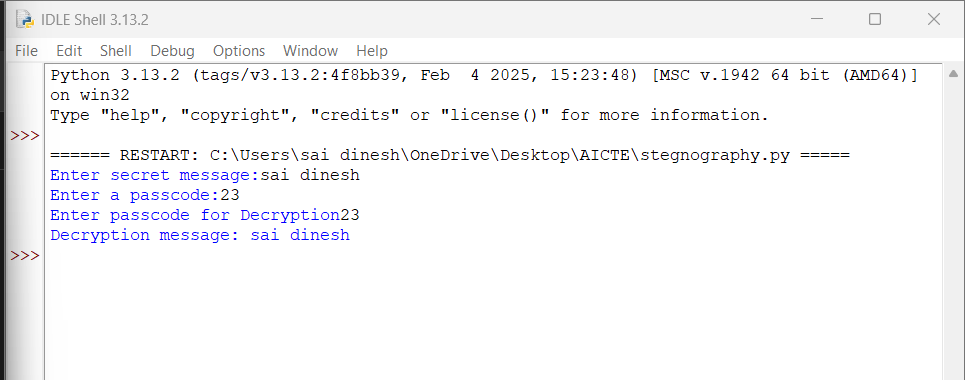 IDLE Shell 3.13.2
File Edit Shell Debug Options Window Help
Python 3.13.2 (tags/v3.13.2:4f8bb39, Feb  4 2025, 15:23:48) [MSC v.1942 64 bit (AMD64)]
on win32
Type "help", "copyright", "credits" or "license()" for more information.
>>>
====== RESTART: C:\Users\sai dinesh\OneDrive\Desktop\AICTE\stegnography.py =====
Enter secret message:sai dinesh
Enter a passcode:23
Enter passcode for Decryption23
Decryption message: sai dinesh
>>>